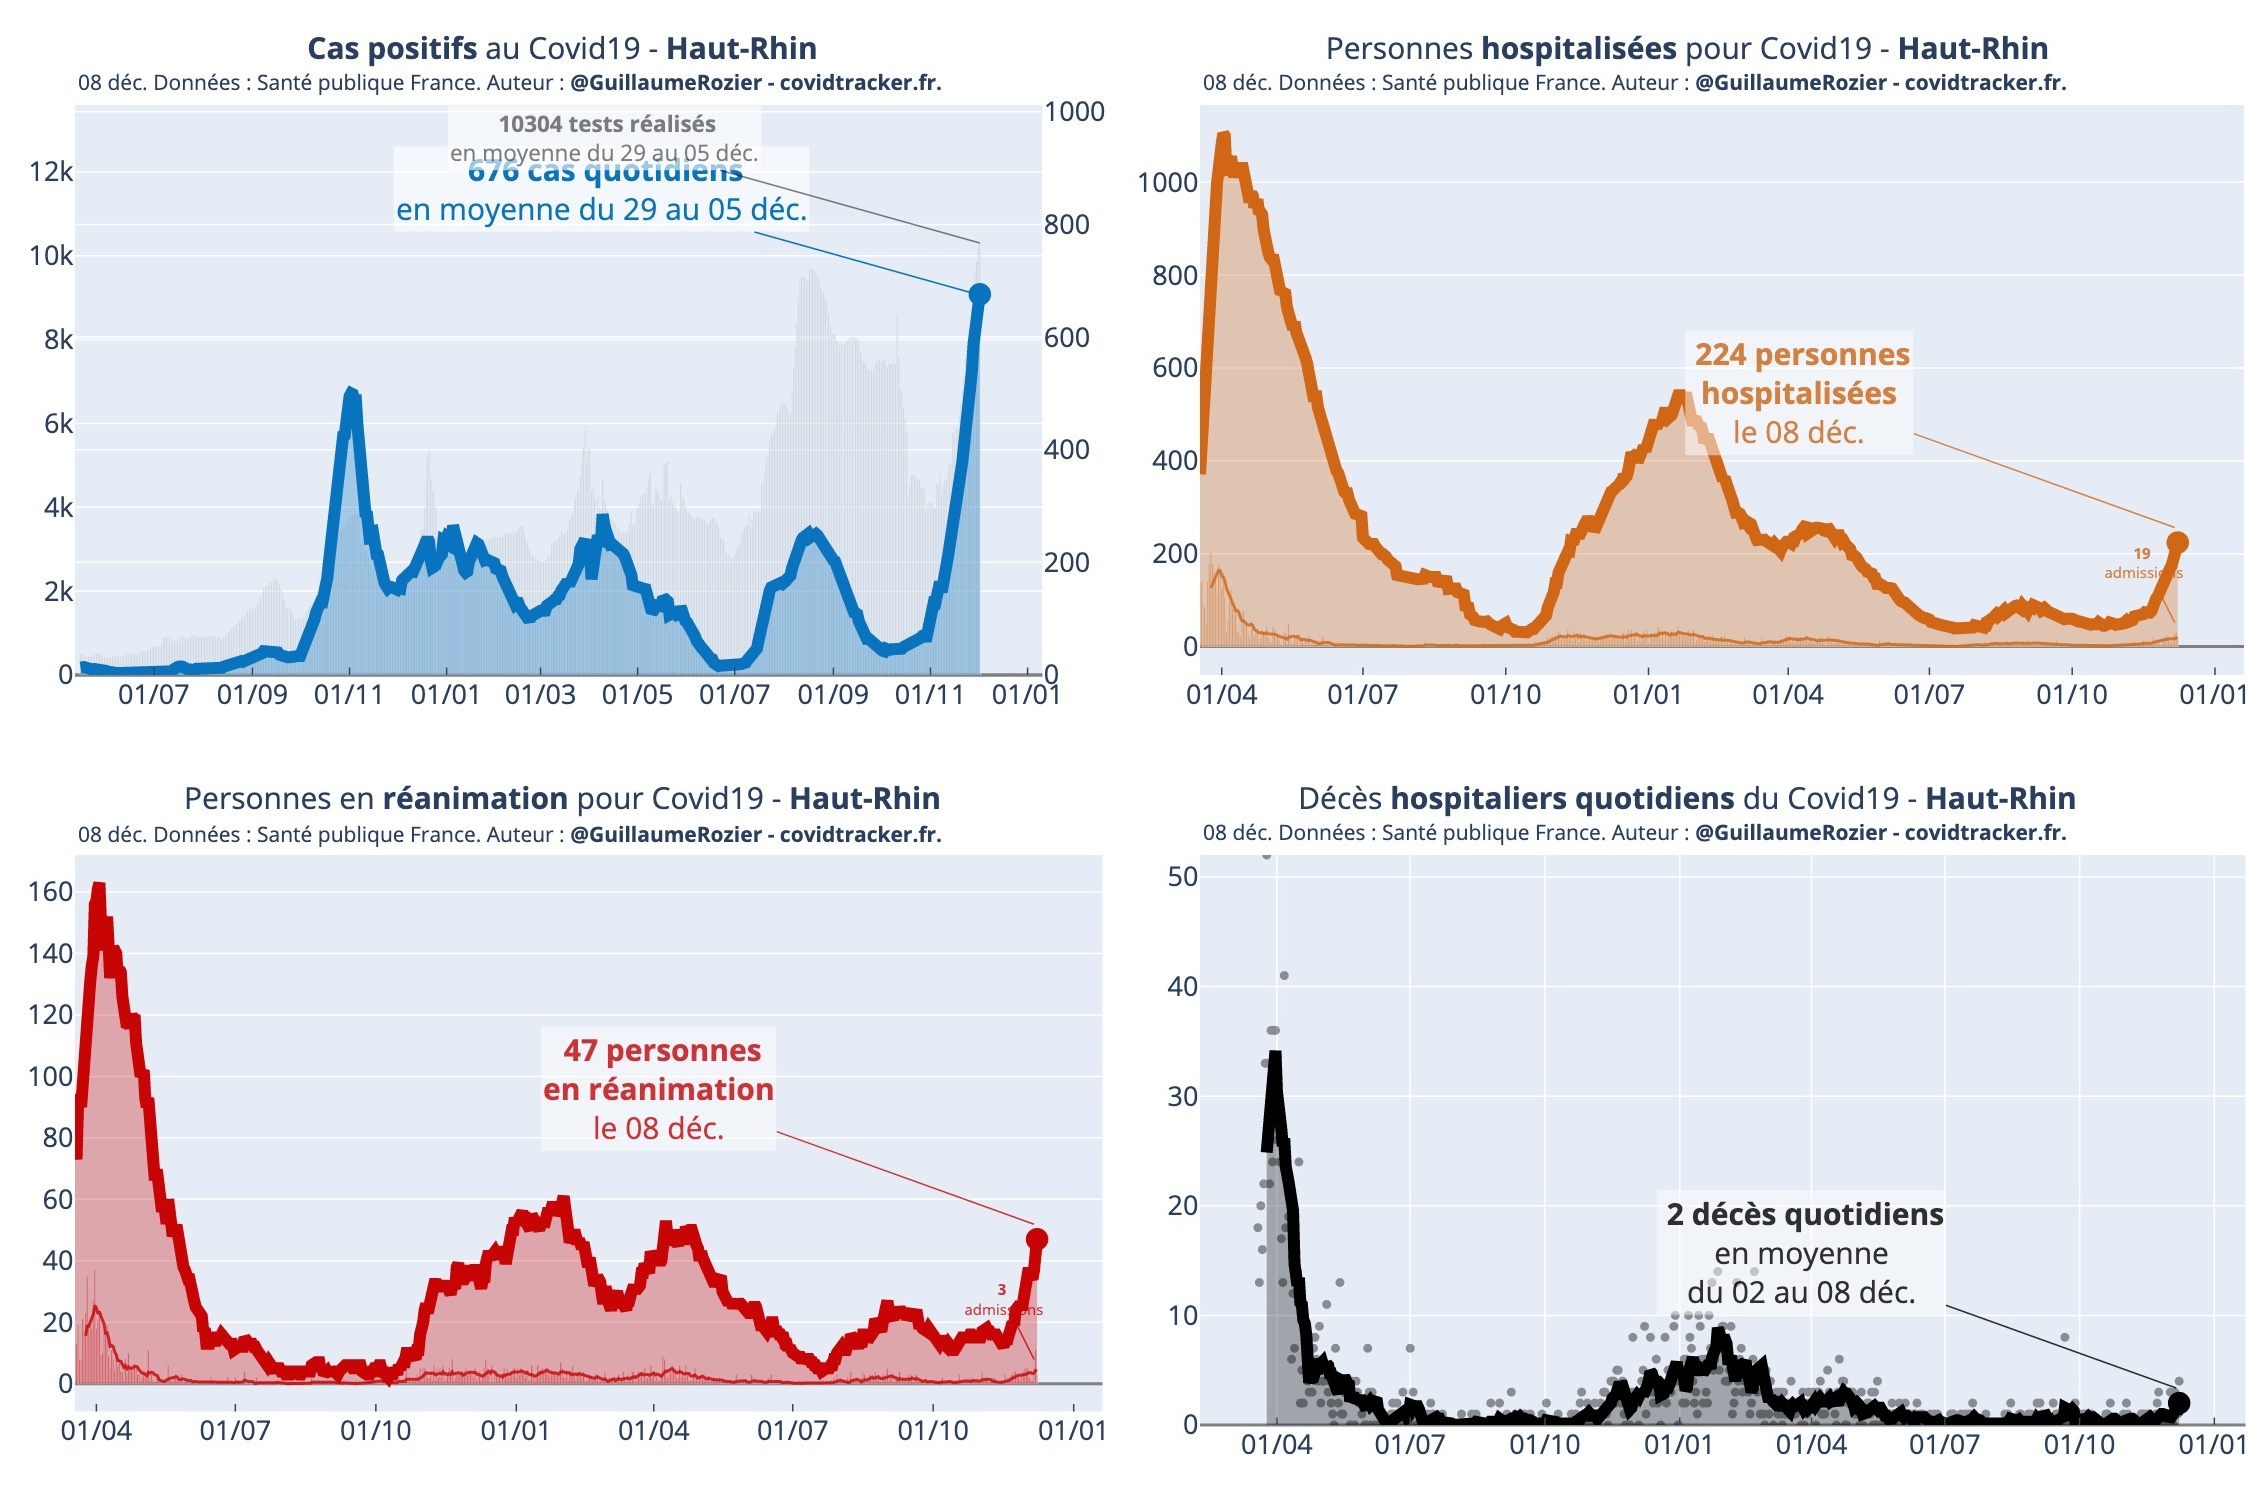 Cas positifs au Covid19 - Haut-Rhin
08 déc. Données : Santé publique France. Auteur : @GuillaumeRozier - covidtracker.fr.
10304 tests réalisés
en moyenne du 29 au 05 déc.
676 cas quotidiens
en moyenne du 29 au 05 déc.
12k
10k
8k
6k
4k
2k
0
1000
800
600
400
200
0
01/07 01/09 01/11 01/01 01/03 01/05 01/07 01/09 01/11 01/01
Personnes hospitalisées pour Covid19 - Haut-Rhin
08 déc. Données : Santé publique France. Auteur : @GuillaumeRozier - covidtracker.fr.
1000
800
600
400
200
0
224 personnes
hospitalisées
le 08 déc.
19
admissions
01/04 01/07 01/10 01/01 01/04 01/07 01/10 01/01
Personnes en réanimation pour Covid19 - Haut-Rhin
08 déc. Données : Santé publique France. Auteur : @GuillaumeRozier - covidtracker.fr.
160
140
120
100
80
60
40
20
0
47 personnes
en réanimation
le 08 déc.
3
admissions
01/04 01/07 01/10 01/01 01/04 01/07 01/10 01/01
Décès hospitaliers quotidiens du Covid19 - Haut-Rhin
08 déc. Données : Santé publique France. Auteur : @GuillaumeRozier - covidtracker.fr.
50
40
30
20
10
0
2 décès quotidiens
en moyenne
du 02 au 08 déc.
01/04 01/07 01/10 01/01 01/04 01/07 01/10 01/01